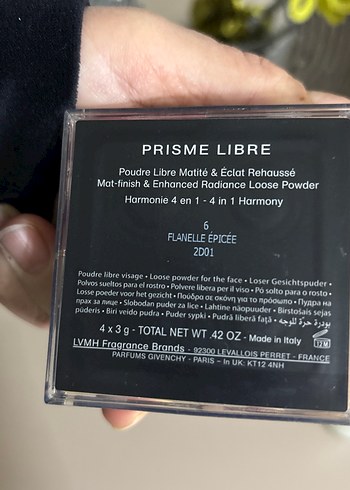 PRISME LIBRE
Poudre Libre Matité & Éclat Rehaussé
Mat-finish & Enhanced Radiance Loose Powder
Harmonie 4 en 1 - 4 in 1 Harmony
6
FLANELLE ÉPICÉE
2D01
Poudre libre visage • Loose powder for the face • Loser Gesichtspuder •
Polvos sueltos para el rostro • Polvere libera per il viso • Pó solto para o rosto •
Losse poeder voor het gezicht • Πούδρα σε σκόνη για το πρόσωπο • Пудра на
прах за лице • Slobodan puder za lice • Lahtine näopuuder • Birstošais sejas
pūderis • Biri veido pudra • Puder sypki • Pudră liberă față • بودرة حرّة للوجه
4 x 3 g - TOTAL NET WT .42 OZ - Made in Italy
12M
LVMH Fragrance Brands - 92300 LEVALLOIS PERRET - FRANCE
PARFUMS GIVENCHY - PARIS - In UK: KT12 4NH